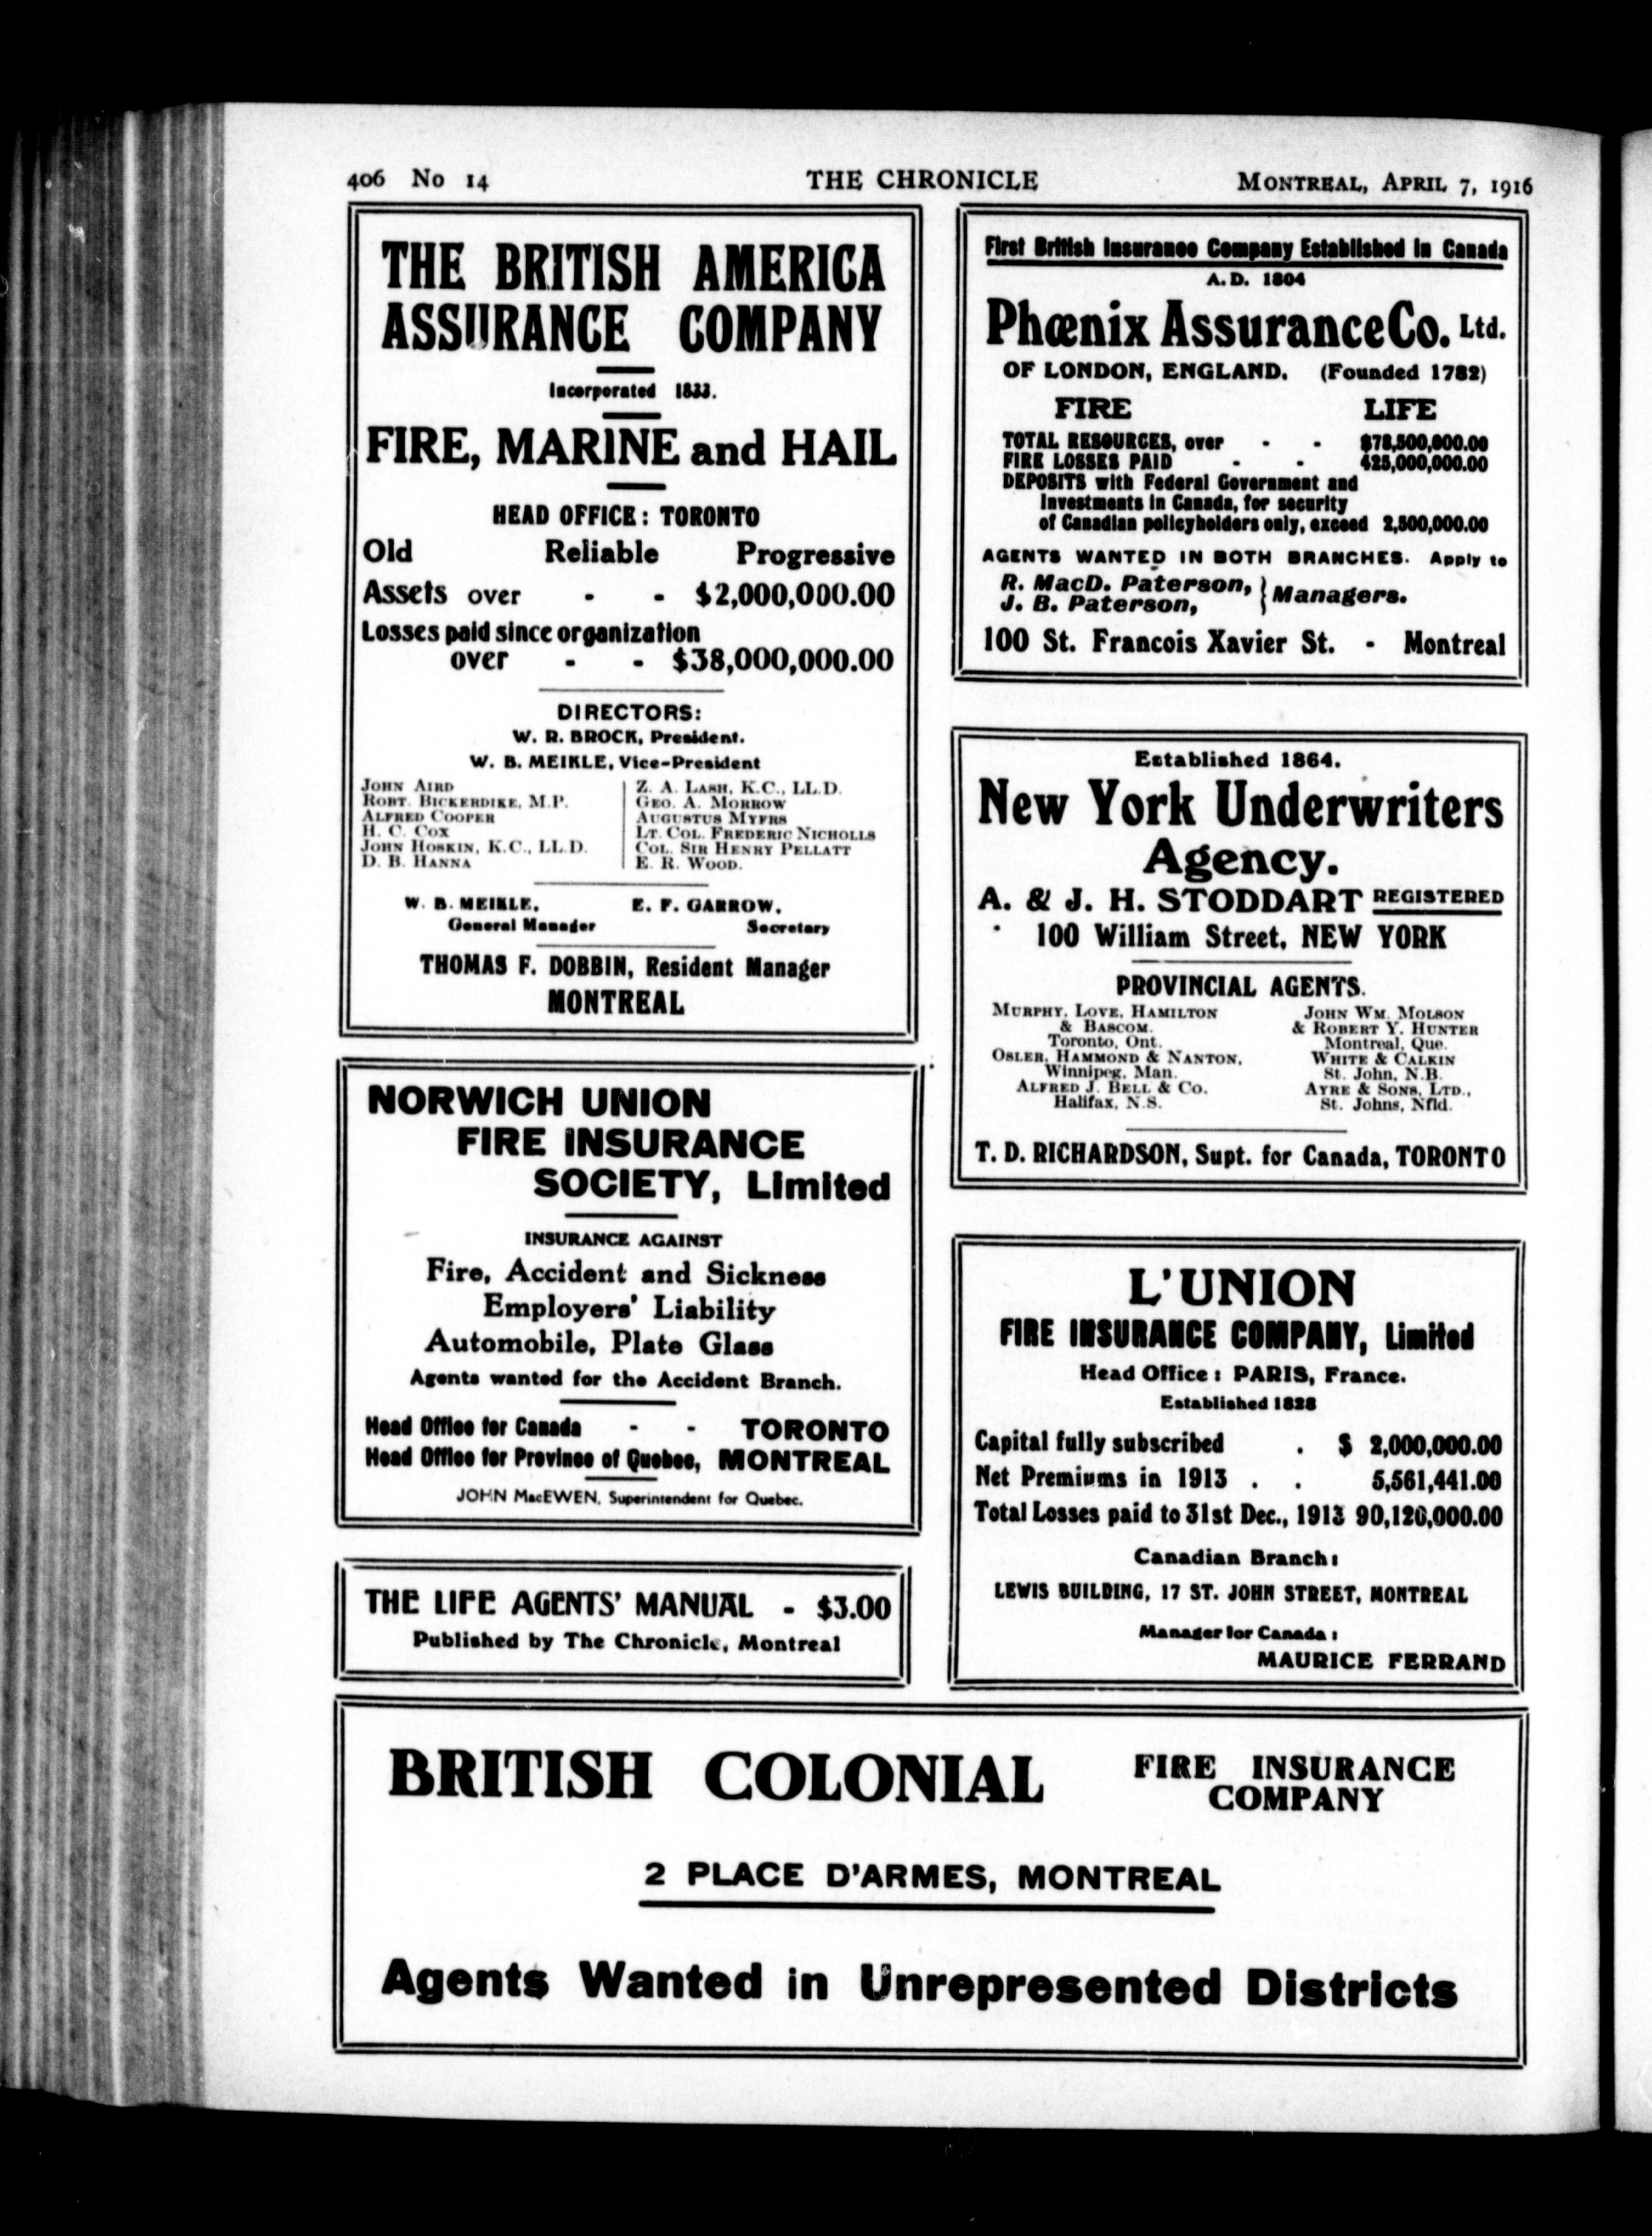 406 No 14 THE CHRONICLE MONTREAL, APRIL 7, 1916
THE BRITISH AMERICA
ASSURANCE COMPANY
Incorporated 1833.
FIRE, MARINE and HAIL
HEAD OFFICE: TORONTO
Old Reliable Progressive
Assets over - - $2,000,000.00
Losses paid since organization
over - - $38,000,000.00
DIRECTORS:
W. R. BROCK, President.
W. B. MEIKLE, Vice-President
JOHN AIRD
ROBT. BICKERDIKE, M.P.
ALFRED COOPER
H. C. COX
JOHN HOSKIN, K.C., LL.D.
D. B. HANNA
Z. A. LASH, K.C., LL.D.
GEO. A. MORROW
AUGUSTUS MYERS
LT. COL. FREDERIC NICHOLLS
COL. SIR HENRY PELLATT
E. R. WOOD.
W. B. MEIKLE, E. F. GARROW,
General Manager Secretary
THOMAS F. DOBBIN, Resident Manager
MONTREAL
NORWICH UNION
FIRE INSURANCE
SOCIETY, Limited
INSURANCE AGAINST
Fire, Accident and Sickness
Employers' Liability
Automobile, Plate Glass
Agents wanted for the Accident Branch.
Head Office for Canada - - TORONTO
Head Office for Province of Quebec, MONTREAL
JOHN MacEWEN, Superintendent for Quebec.
THE LIFE AGENTS' MANUAL - $3.00
Published by The Chronicle, Montreal
First British Insurance Company Established in Canada
A.D. 1804
Phœnix Assurance Co. Ltd.
OF LONDON, ENGLAND. (Founded 1782)
FIRE LIFE
TOTAL RESOURCES, over - - $78,500,000.00
FIRE LOSSES PAID - - 425,000,000.00
DEPOSITS with Federal Government and
Investments in Canada, for security
of Canadian policyholders only, exceed 2,500,000.00
AGENTS WANTED IN BOTH BRANCHES. Apply to
R. MacD. Paterson,
J. B. Paterson, } Managers.
100 St. Francois Xavier St. - Montreal
Established 1864.
New York Underwriters
Agency.
A. & J. H. STODDART REGISTERED
100 William Street, NEW YORK
PROVINCIAL AGENTS.
MURPHY, LOVE, HAMILTON
& BASCOM.
Toronto, Ont.
OSLER, HAMMOND & NANTON,
Winnipeg, Man.
ALFRED J. BELL & CO.
Halifax, N.S.
JOHN WM. MOLSON
& ROBERT Y. HUNTER
Montreal, Que.
WHITE & CALKIN
St. John, N.B.
AYRE & SONS, LTD.,
St. Johns, Nfld.
T. D. RICHARDSON, Supt. for Canada, TORONTO
L'UNION
FIRE INSURANCE COMPANY, Limited
Head Office: PARIS, France.
Established 1828
Capital fully subscribed . $ 2,000,000.00
Net Premiums in 1913 . . 5,561,441.00
Total Losses paid to 31st Dec., 1913 90,120,000.00
Canadian Branch:
LEWIS BUILDING, 17 ST. JOHN STREET, MONTREAL
Manager for Canada:
MAURICE FERRAND
BRITISH COLONIAL FIRE INSURANCE
COMPANY
2 PLACE D'ARMES, MONTREAL
Agents Wanted in Unrepresented Districts